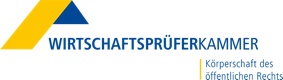 WIRTSCHAFTSPRÜFERKAMMER
Körperschaft des
öffentlichen Rechts